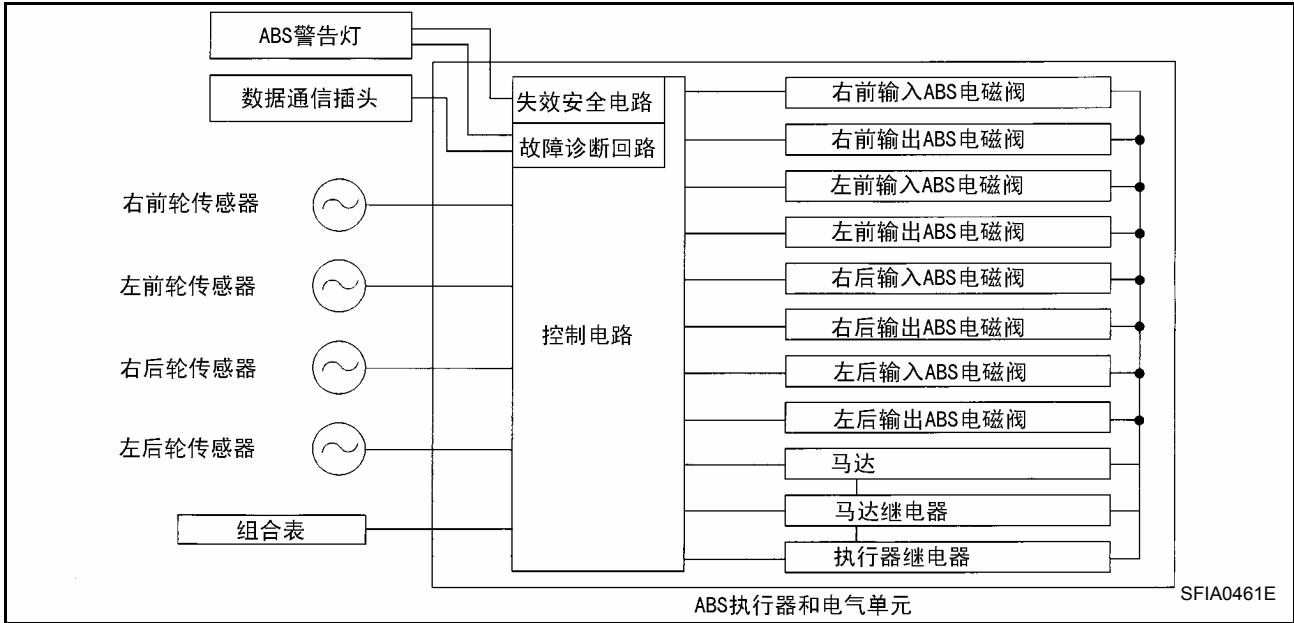 ABS警告灯
数据通信插头
失效安全电路
故障诊断回路
右前轮传感器
左前轮传感器
右后轮传感器
左后轮传感器
组合表
控制电路
右前输入ABS电磁阀
右前输出ABS电磁阀
左前输入ABS电磁阀
左前输出ABS电磁阀
右后输入ABS电磁阀
右后输出ABS电磁阀
左后输入ABS电磁阀
左后输出ABS电磁阀
马达
马达继电器
执行器继电器
ABS执行器和电气单元
SFIA0461E